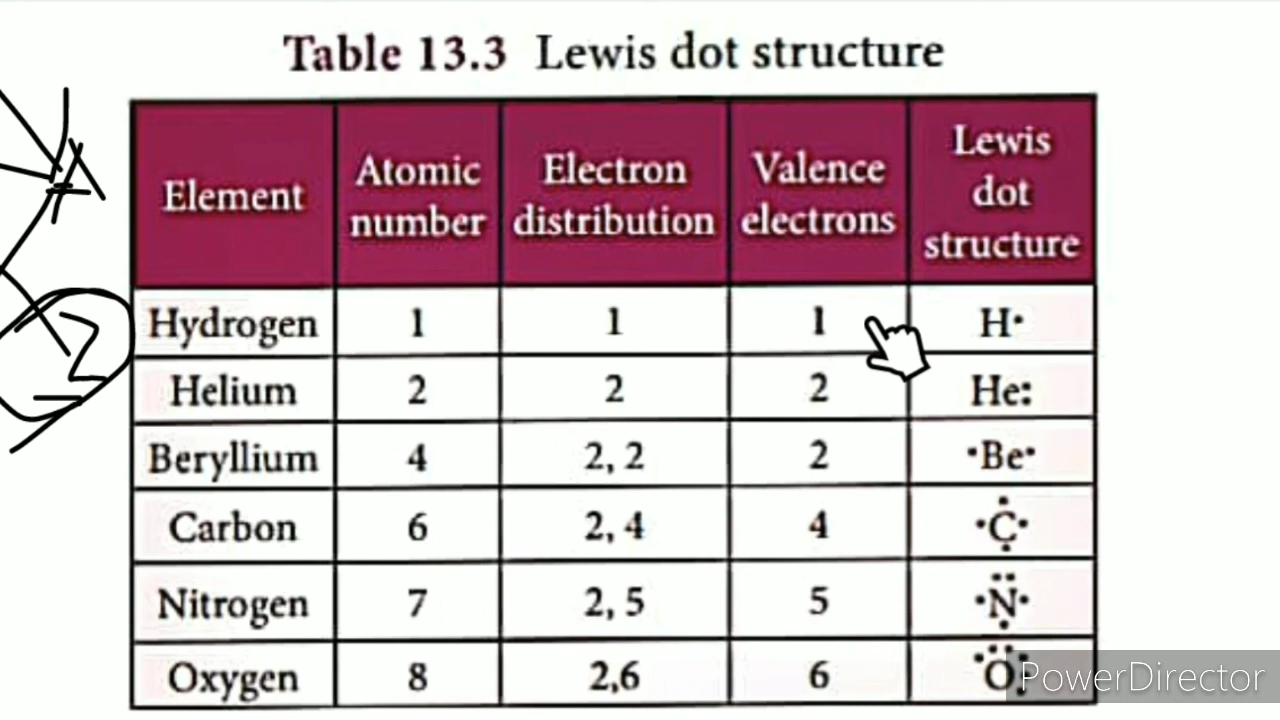 Table 13.3 Lewis dot structure
Element Atomic number Electron distribution Valence electrons Lewis dot structure
Hydrogen 1 1 1 H•
Helium 2 2 2 He:
Beryllium 4 2, 2 2 •Be•
Carbon 6 2, 4 4 •C•
Nitrogen 7 2, 5 5 •N•
Oxygen 8 2,6 6 O
PowerDirector